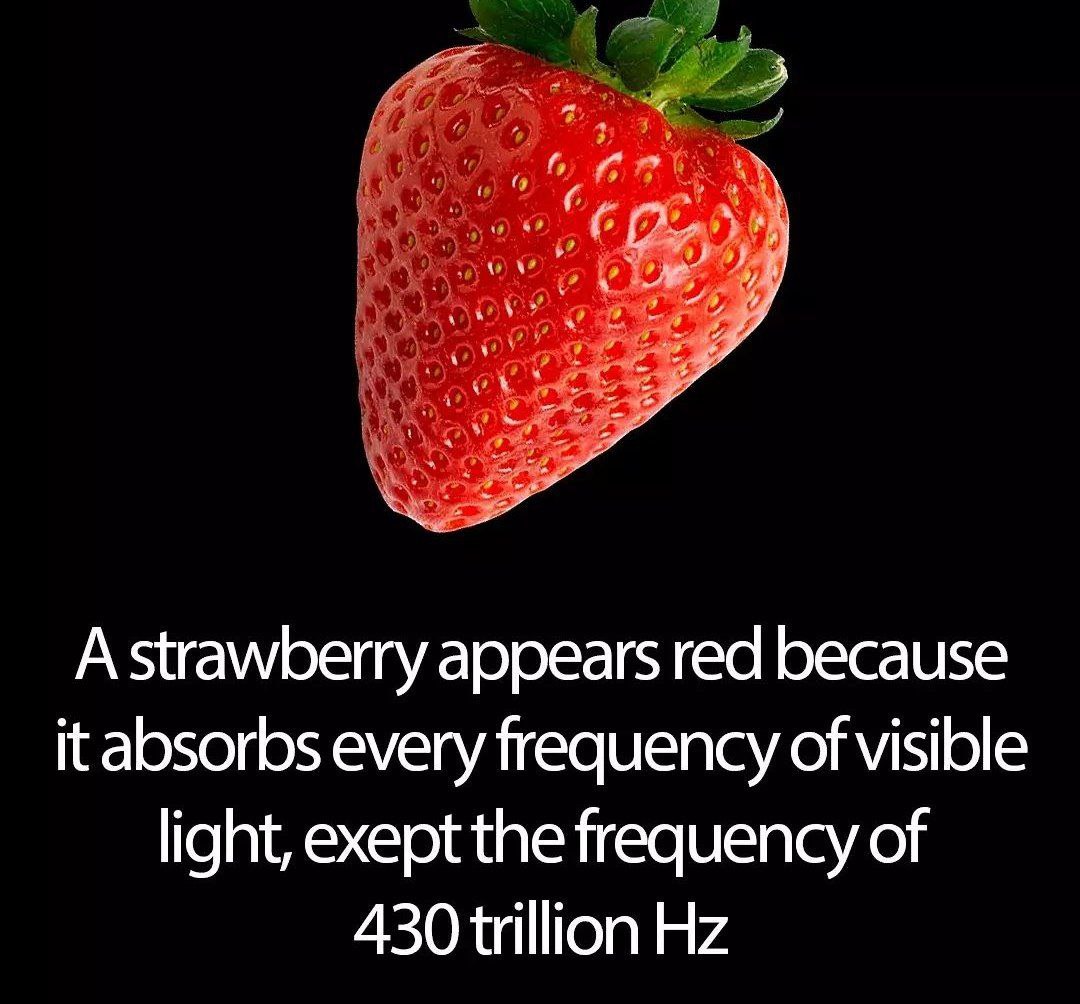 A strawberry appears red because
it absorbs every frequency of visible
light, exept the frequency of
430 trillion Hz